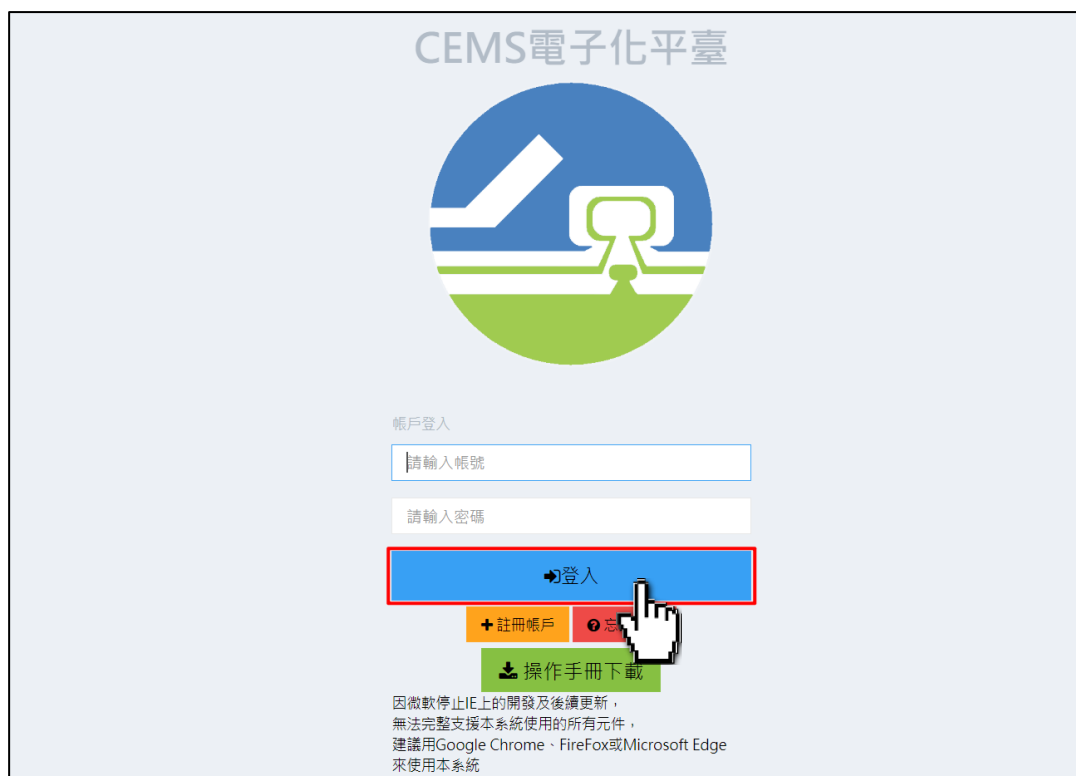 CEMS電子化平臺
帳戶登入
請輸入帳號
請輸入密碼
登入
註冊帳戶
忘
操作手冊下載
因微軟停止IE上的開發及後續更新，
無法完整支援本系統使用的所有元件，
建議用Google Chrome、FireFox或Microsoft Edge
來使用本系統